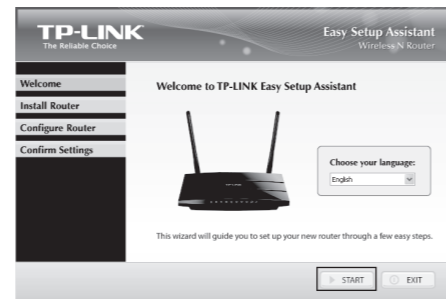 TP-LINK
The Reliable Choice
Easy Setup Assistant
Wireless N Router
Welcome
Install Router
Configure Router
Confirm Settings
Welcome to TP-LINK Easy Setup Assistant
TP-LINK
Choose your language:
English
This wizard will guide you to set up your new router through a few easy steps.
START
EXIT